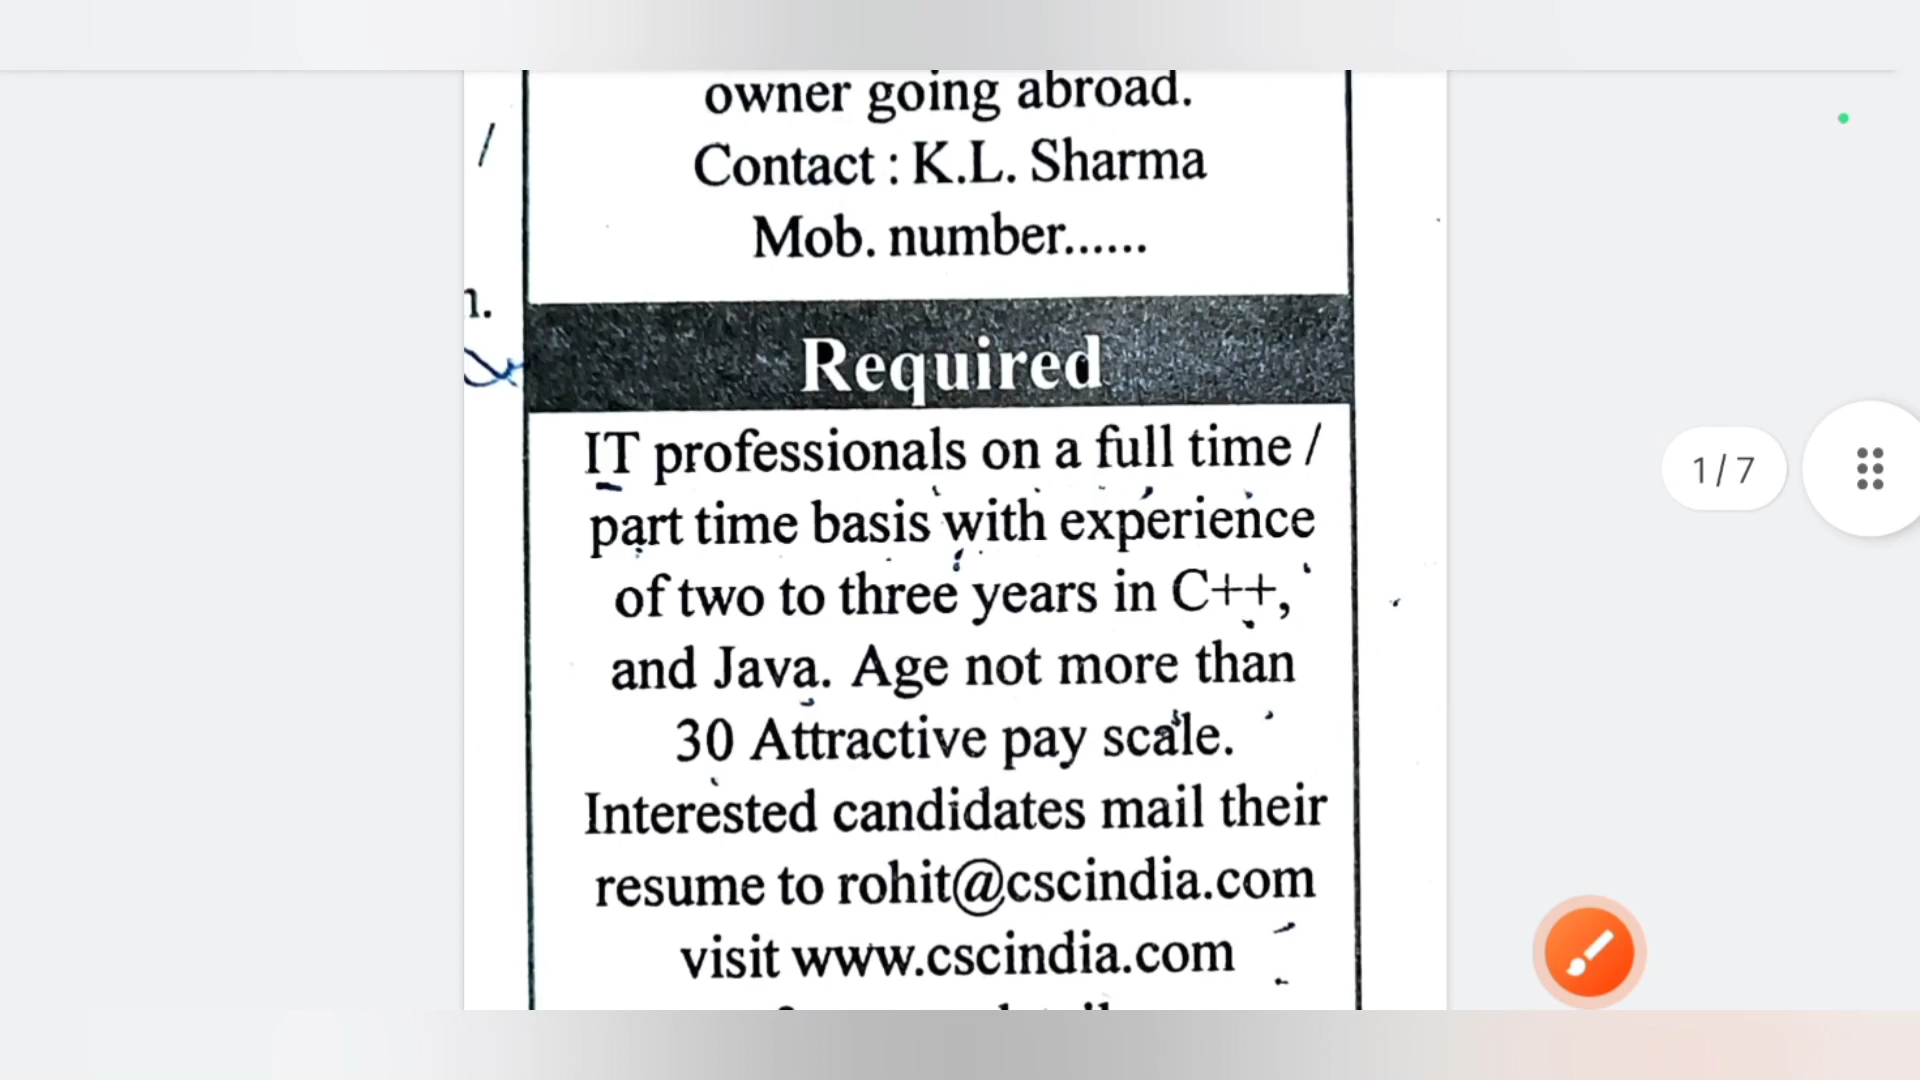 owner going abroad.
Contact : K.L. Sharma
Mob. number......
Required
IT professionals on a full time /
part time basis with experience
of two to three years in C++,
and Java. Age not more than
30 Attractive pay scale.
Interested candidates mail their
resume to rohit@cscindia.com
visit www.cscindia.com
1/7